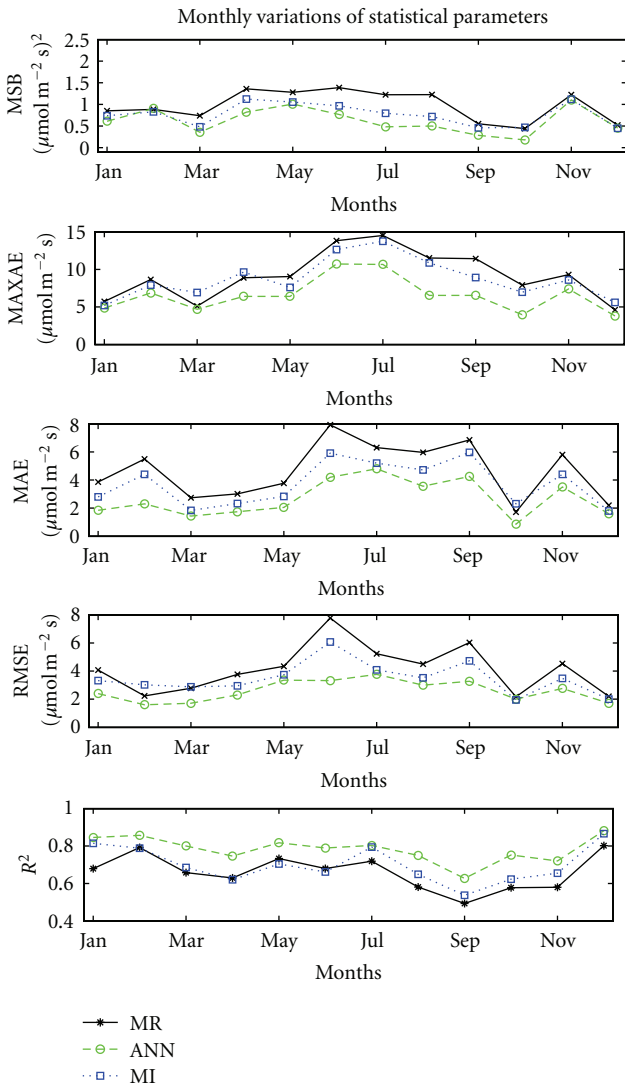 Monthly variations of statistical parameters
MSB
(μmol m⁻² s)²
2.5
2
1.5
1
0.5
0
Jan Mar May Jul Sep Nov
Months
MAXAE
(μmol m⁻² s)
15
10
5
0
Jan Mar May Jul Sep Nov
Months
MAE
(μmol m⁻² s)
8
6
4
2
0
Jan Mar May Jul Sep Nov
Months
RMSE
(μmol m⁻² s)
8
6
4
2
0
Jan Mar May Jul Sep Nov
Months
R²
1
0.8
0.6
0.4
Jan Mar May Jul Sep Nov
Months
MR
ANN
MI